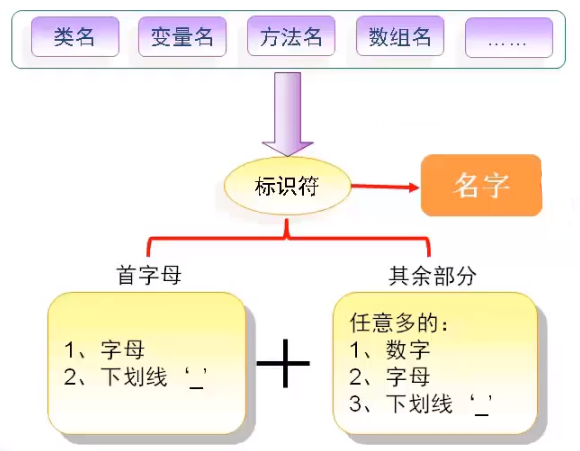 类名 变量名 方法名 数组名 ……
标识符
名字
首字母
其余部分
1、字母
2、下划线‘_’
任意多的：
1、数字
2、字母
3、下划线‘_’